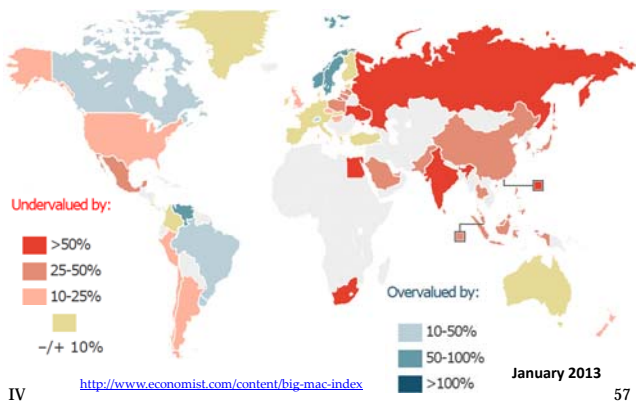 Undervalued by:
>50%
25-50%
10-25%
−/+ 10%
Overvalued by:
10-50%
50-100%
>100%
January 2013
IV
http://www.economist.com/content/big-mac-index
57